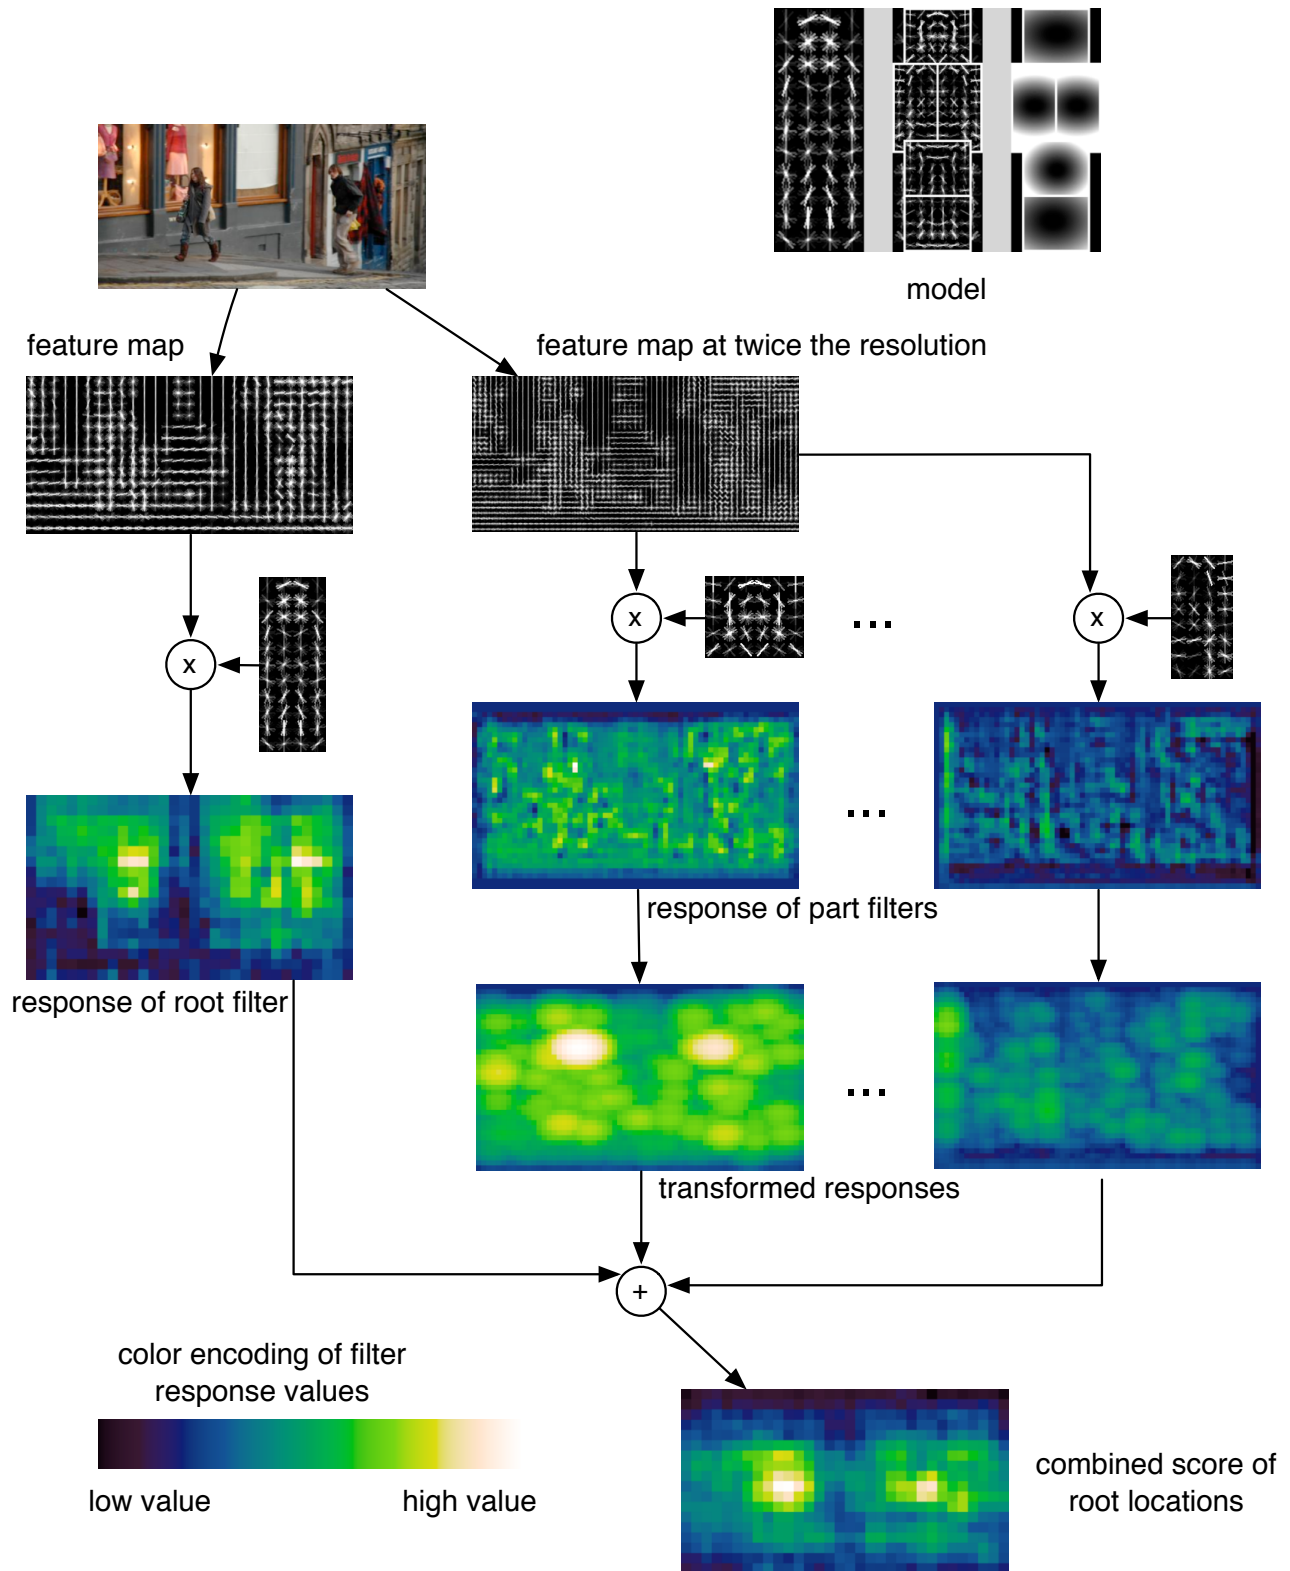 model
feature map
feature map at twice the resolution
x
x
x
...
response of part filters
...
response of root filter
transformed responses
...
+
color encoding of filter
response values
low value
high value
combined score of
root locations